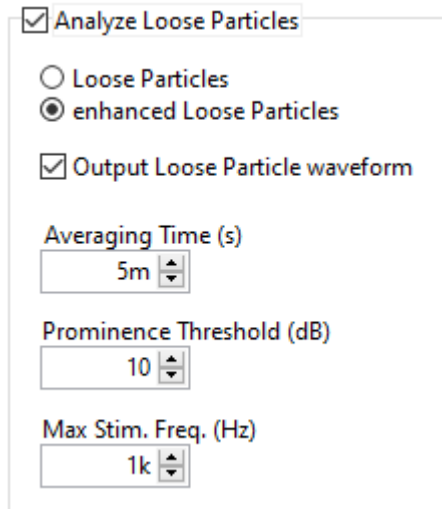 Analyze Loose Particles
Loose Particles
enhanced Loose Particles
Output Loose Particle waveform
Averaging Time (s)
5m
Prominence Threshold (dB)
10
Max Stim. Freq. (Hz)
1k